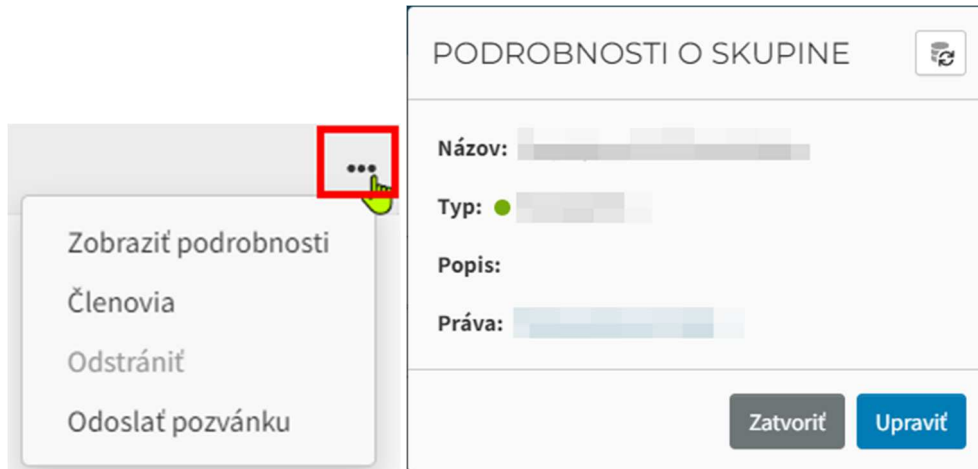 Zobraziť podrobnosti
Členovia
Odstrániť
Odoslať pozvánku
PODROBNOSTI O SKUPINE
Názov:
Typ:
Popis:
Práva:
Zatvoriť Upraviť